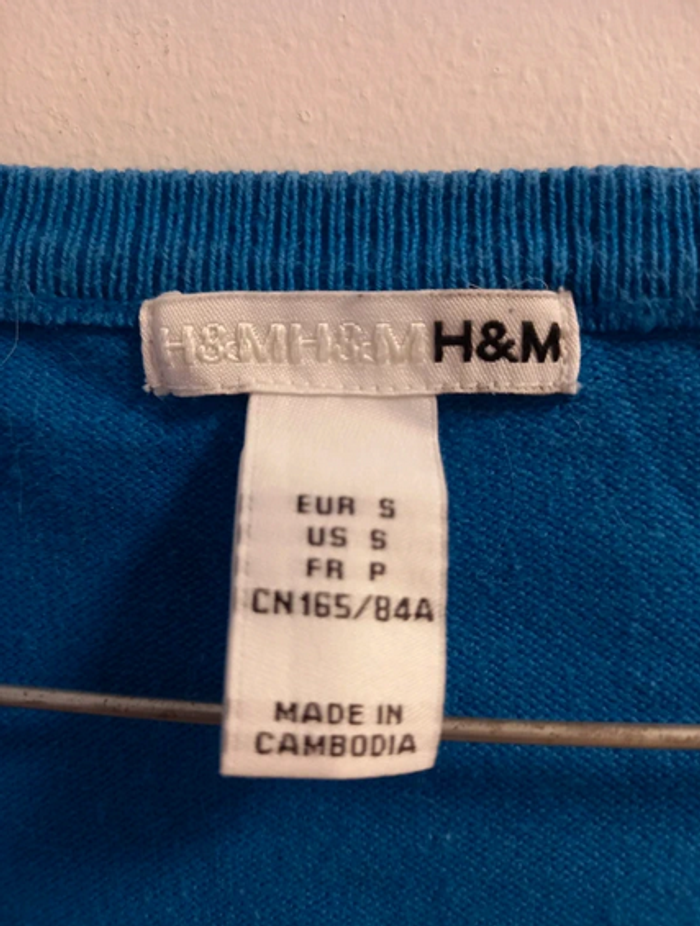 H&MH&MH&M
EUR S
US S
FR P
CN165/84A
MADE IN
CAMBODIA